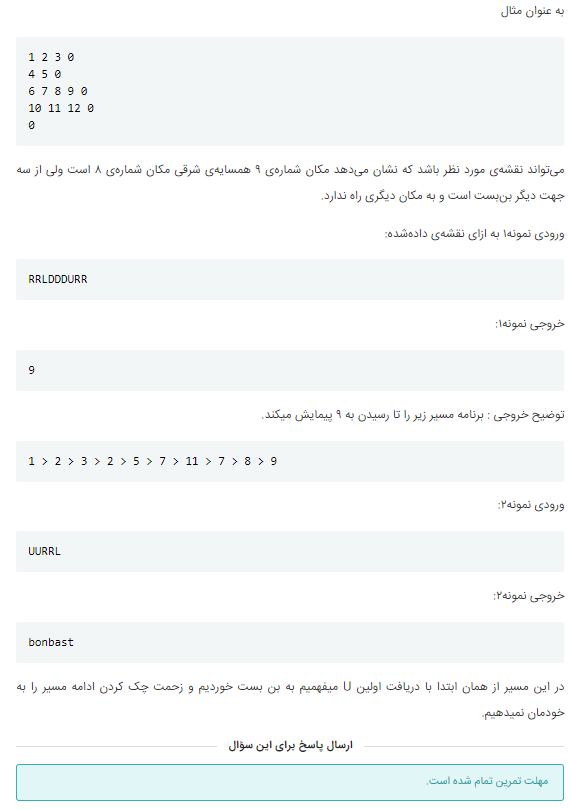 به عنوان مثال
1 2 3 0
4 5 0
6 7 8 9 0
10 11 12 0
0
می‌تواند نقشه‌ی مورد نظر باشد که نشان می‌دهد مکان شماره‌ی ۹ همسایه‌ی شرقی مکان شماره‌ی ۸ است ولی از سه
جهت دیگر بن‌بست است و به مکان دیگری راه ندارد.
ورودی نمونه۱ به ازای نقشه‌ی داده‌شده:
RRLDDDURR
خروجی نمونه۱:
9
توضیح خروجی : برنامه مسیر زیر را تا رسیدن به ۹ پیمایش میکند.
1 > 2 > 3 > 2 > 5 > 7 > 11 > 7 > 8 > 9
ورودی نمونه۲:
UURRL
خروجی نمونه۲:
bonbast
در این مسیر از همان ابتدا با دریافت اولین U میفهمیم به بن بست خوردیم و زحمت چک کردن ادامه مسیر را به
خودمان نمیدهیم.
ارسال پاسخ برای این سؤال
مهلت تمرین تمام شده است.